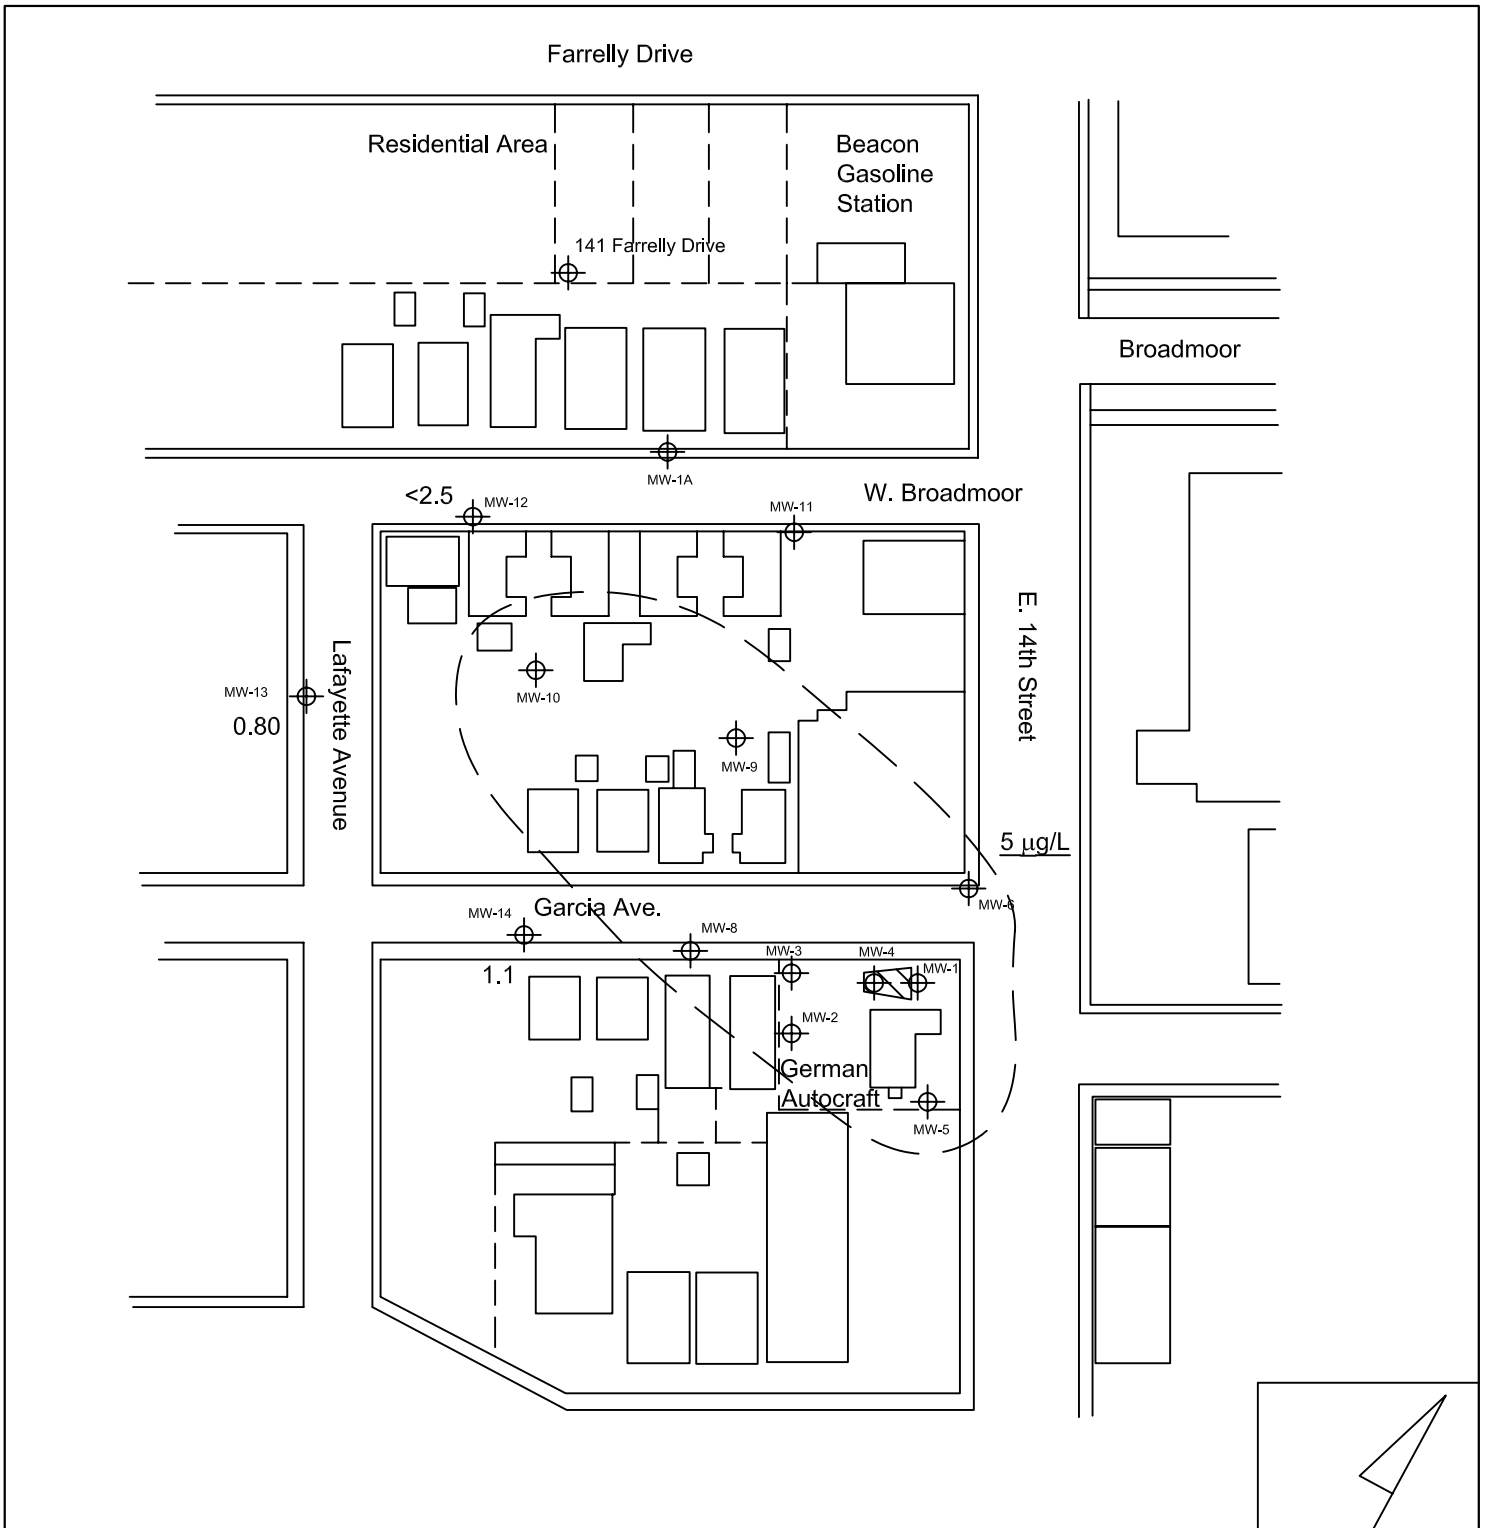 Farrelly Drive
Residential Area
Beacon
Gasoline
Station
141 Farrelly Drive
Broadmoor
MW-1A
W. Broadmoor
<2.5
MW-12
MW-11
E. 14th Street
Lafayette Avenue
MW-13
0.80
MW-10
MW-9
5 µg/L
MW-6
Garcia Ave.
MW-14
MW-8
1.1
MW-3
MW-4
MW-1
MW-2
German
Autocraft
MW-5